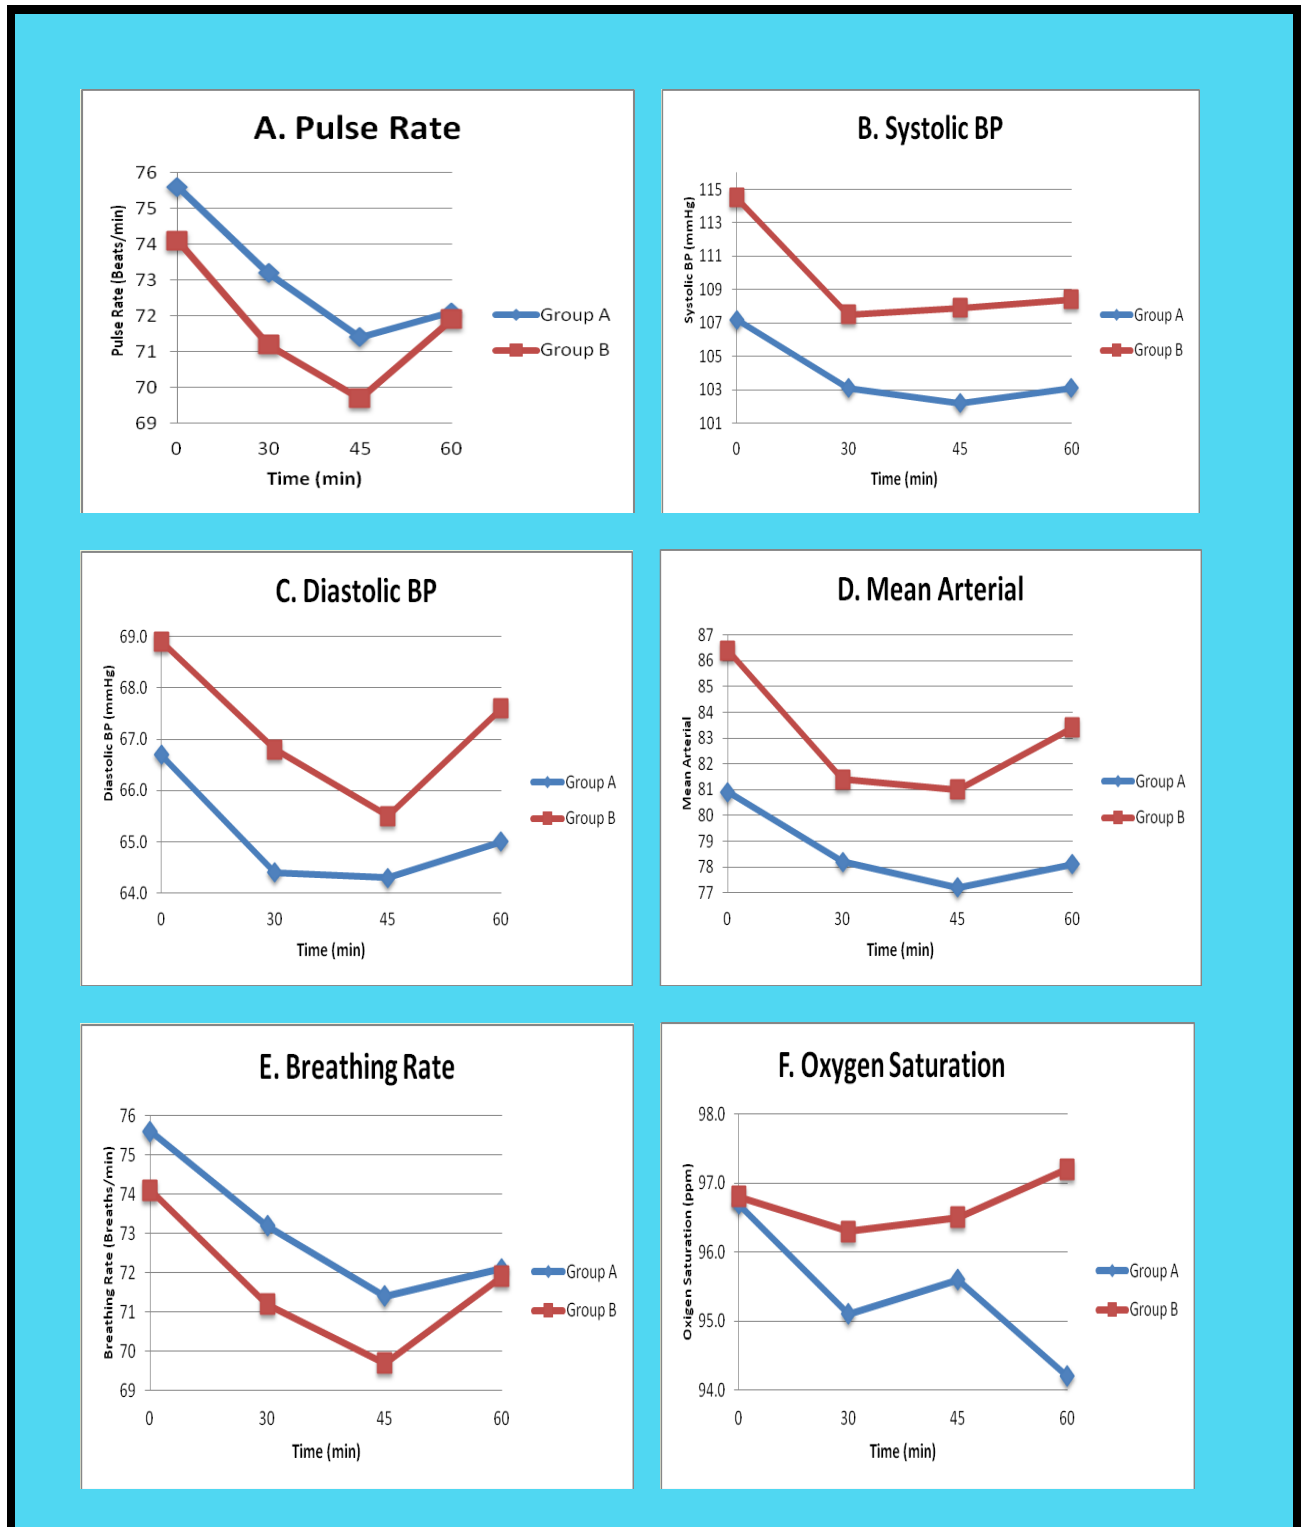 A. Pulse Rate
Pulse Rate (Beats/min)
76
75
74
73
72
71
70
69
0 30 45 60
Time (min)
Group A
Group B
B. Systolic BP
Systolic BP (mmHg)
115
113
111
109
107
105
103
101
0 30 45 60
Time (min)
Group A
Group B
C. Diastolic BP
Diastolic BP (mmHg)
69.0
68.0
67.0
66.0
65.0
64.0
0 30 45 60
Time (min)
Group A
Group B
D. Mean Arterial
Mean Arterial
87
86
85
84
83
82
81
80
79
78
77
0 30 45 60
Time (min)
Group A
Group B
E. Breathing Rate
Breathing Rate (Breaths/min)
76
75
74
73
72
71
70
69
0 30 45 60
Time (min)
Group A
Group B
F. Oxygen Saturation
Oxigen Saturation (ppm)
98.0
97.0
96.0
95.0
94.0
0 30 45 60
Time (min)
Group A
Group B